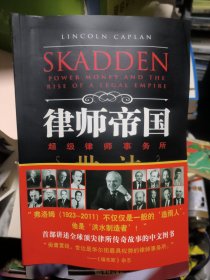 LINCOLN CAPLAN
SKADDEN
POWER MONEY AND THE
RISE OF A LEGAL EMPIRE
律师帝国
超级律师事务所
“弗洛姆（1923—2011）不仅仅是一般的‘造雨人’，
他是‘洪水制造者’！”
首部讲述全球顶尖律所传奇故事的中文图书